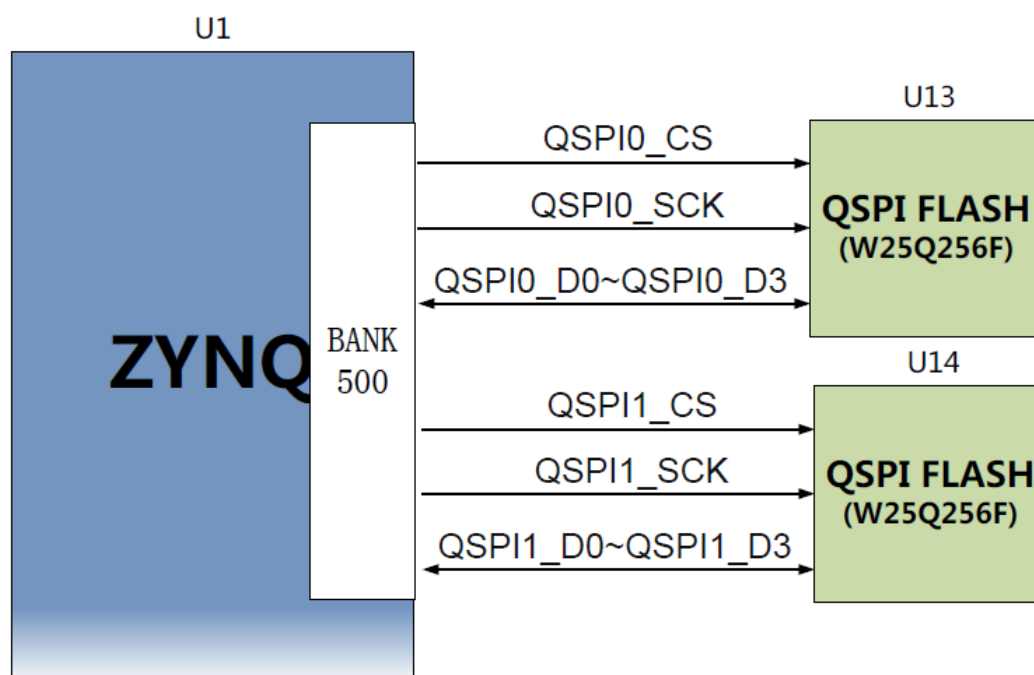 U1
ZYNQ
BANK
500
QSPI0_CS
QSPI0_SCK
QSPI0_D0~QSPI0_D3
U13
QSPI FLASH
(W25Q256F)
QSPI1_CS
QSPI1_SCK
QSPI1_D0~QSPI1_D3
U14
QSPI FLASH
(W25Q256F)